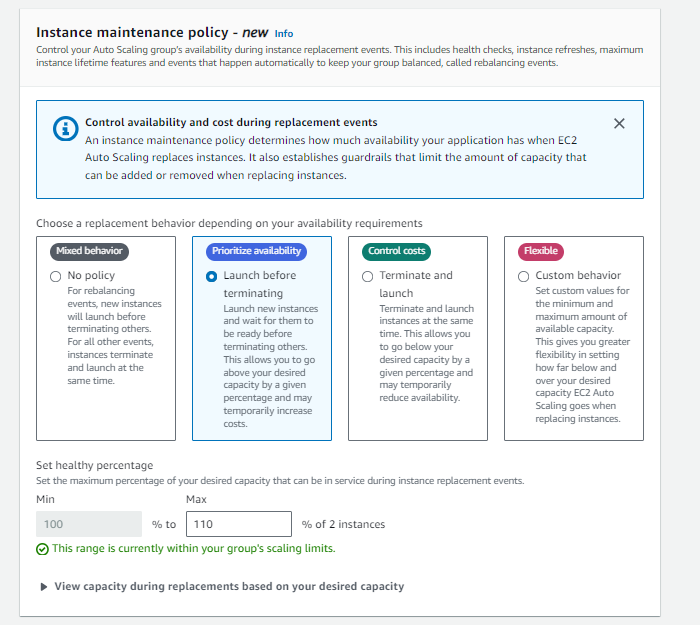 Instance maintenance policy - new Info
Control your Auto Scaling group's availability during instance replacement events. This includes health checks, instance refreshes, maximum
instance lifetime features and events that happen automatically to keep your group balanced, called rebalancing events.
Control availability and cost during replacement events
An instance maintenance policy determines how much availability your application has when EC2
Auto Scaling replaces instances. It also establishes guardrails that limit the amount of capacity that
can be added or removed when replacing instances.
Choose a replacement behavior depending on your availability requirements
Mixed behavior
No policy
For rebalancing
events, new instances
will launch before
terminating others.
For all other events,
instances terminate
and launch at the
same time.
Prioritize availability
Launch before
terminating
Launch new instances
and wait for them to
be ready before
terminating others.
This allows you to go
above your desired
capacity by a given
percentage and may
temporarily increase
costs.
Control costs
Terminate and
launch
Terminate and launch
instances at the same
time. This allows you
to go below your
desired capacity by a
given percentage and
may temporarily
reduce availability.
Flexible
Custom behavior
Set custom values for
the minimum and
maximum amount of
available capacity.
This gives you greater
flexibility in setting
how far below and
over your desired
capacity EC2 Auto
Scaling goes when
replacing instances.
Set healthy percentage
Set the maximum percentage of your desired capacity that can be in service during instance replacement events.
Min Max
100 % to 110 % of 2 instances
This range is currently within your group's scaling limits.
View capacity during replacements based on your desired capacity